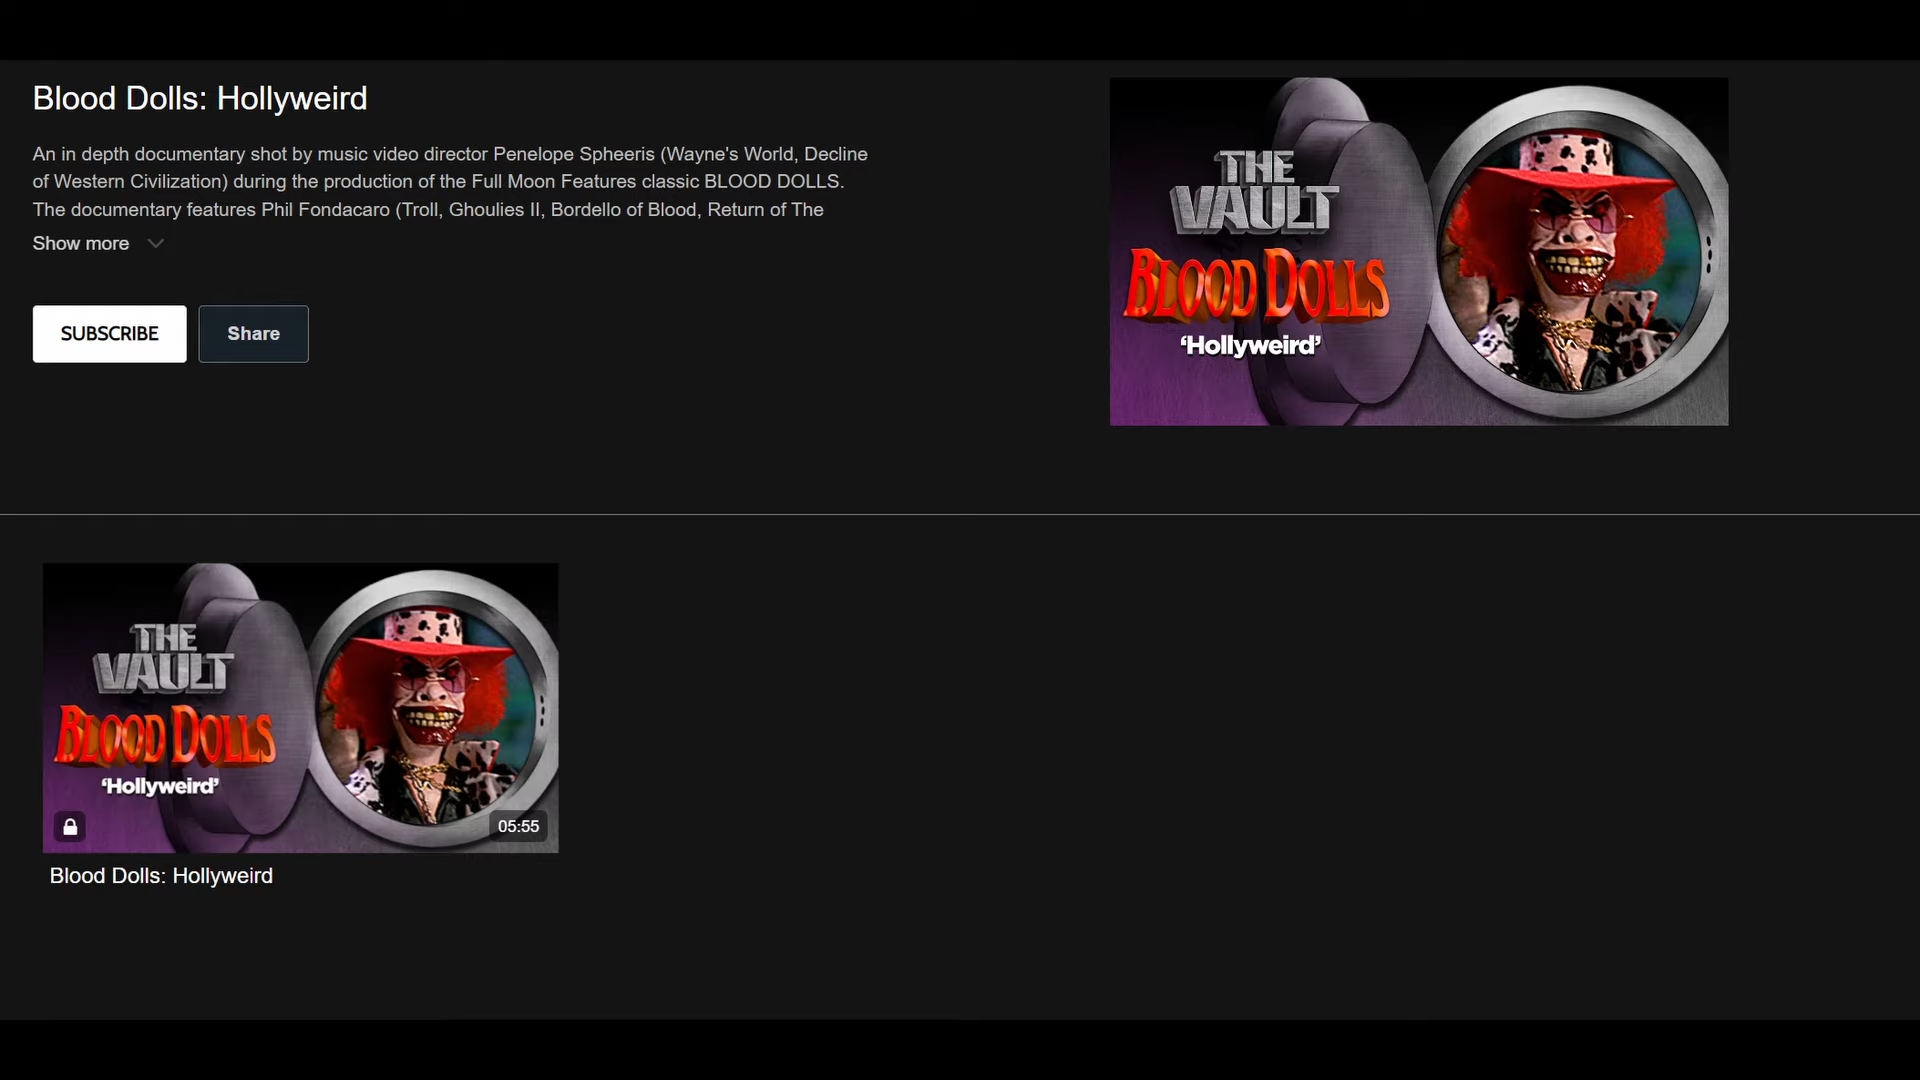 Blood Dolls: Hollyweird
An in depth documentary shot by music video director Penelope Spheeris (Wayne's World, Decline
of Western Civilization) during the production of the Full Moon Features classic BLOOD DOLLS.
The documentary features Phil Fondacaro (Troll, Ghoulies II, Bordello of Blood, Return of The
Show more
SUBSCRIBE
Share
THE
VAULT
BLOOD DOLLS
‘Hollyweird’
THE
VAULT
BLOOD DOLLS
‘Hollyweird’
05:55
Blood Dolls: Hollyweird